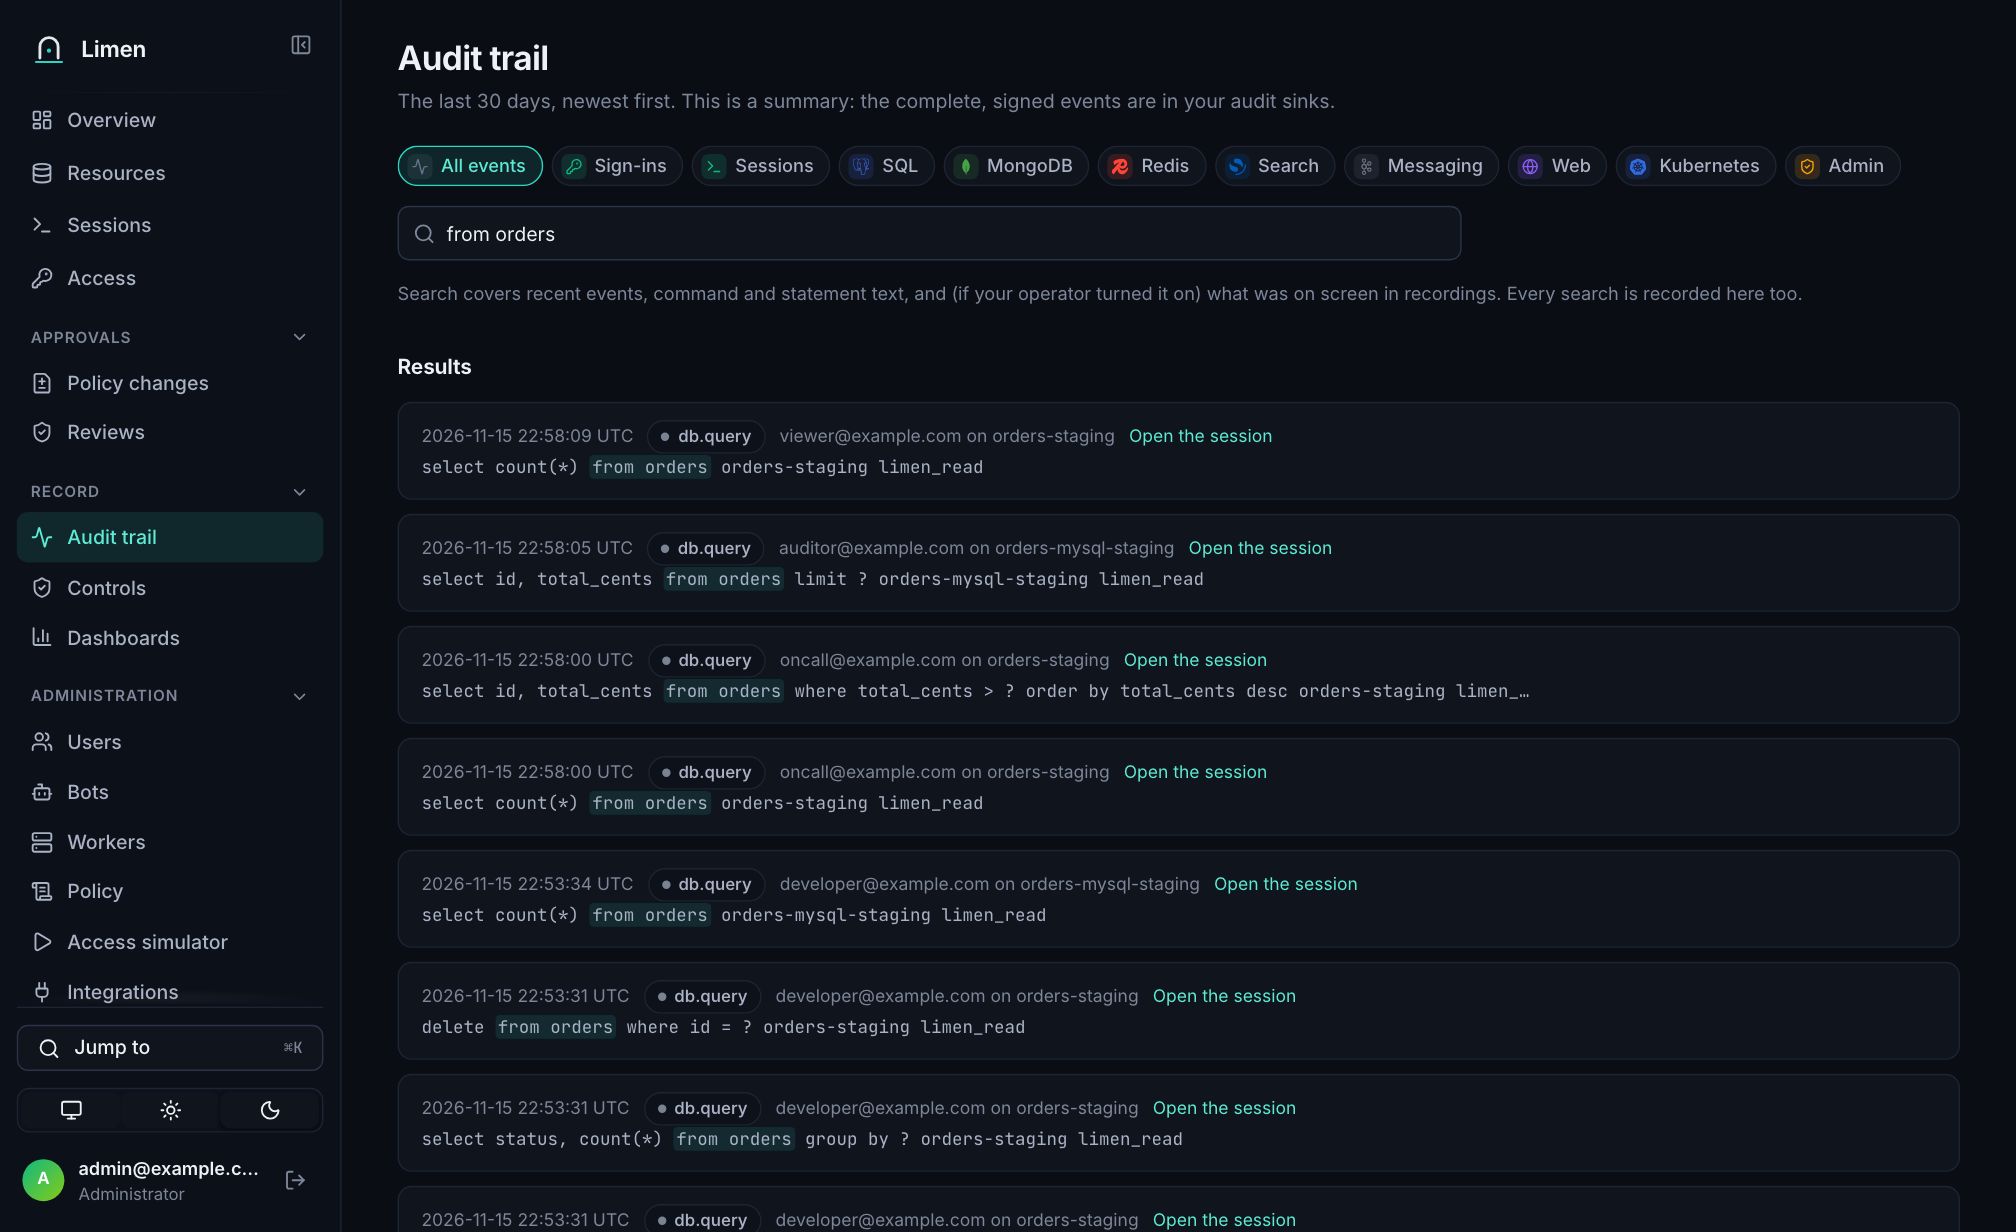 Limen
Overview
Resources
Sessions
Access
APPROVALS
Policy changes
Reviews
RECORD
Audit trail
Controls
Dashboards
ADMINISTRATION
Users
Bots
Workers
Policy
Access simulator
Integrations
Jump to ⌘K
A
admin@example.c...
Administrator
Audit trail
The last 30 days, newest first. This is a summary: the complete, signed events are in your audit sinks.
All events Sign-ins Sessions SQL MongoDB Redis Search Messaging Web Kubernetes Admin
from orders
Search covers recent events, command and statement text, and (if your operator turned it on) what was on screen in recordings. Every search is recorded here too.
Results
2026-11-15 22:58:09 UTC db.query viewer@example.com on orders-staging Open the session
select count(*) from orders orders-staging limen_read
2026-11-15 22:58:05 UTC db.query auditor@example.com on orders-mysql-staging Open the session
select id, total_cents from orders limit ? orders-mysql-staging limen_read
2026-11-15 22:58:00 UTC db.query oncall@example.com on orders-staging Open the session
select id, total_cents from orders where total_cents > ? order by total_cents desc orders-staging limen_…
2026-11-15 22:58:00 UTC db.query oncall@example.com on orders-staging Open the session
select count(*) from orders orders-staging limen_read
2026-11-15 22:53:34 UTC db.query developer@example.com on orders-mysql-staging Open the session
select count(*) from orders orders-mysql-staging limen_read
2026-11-15 22:53:31 UTC db.query developer@example.com on orders-staging Open the session
delete from orders where id = ? orders-staging limen_read
2026-11-15 22:53:31 UTC db.query developer@example.com on orders-staging Open the session
select status, count(*) from orders group by ? orders-staging limen_read
2026-11-15 22:53:31 UTC db.query developer@example.com on orders-staging Open the session